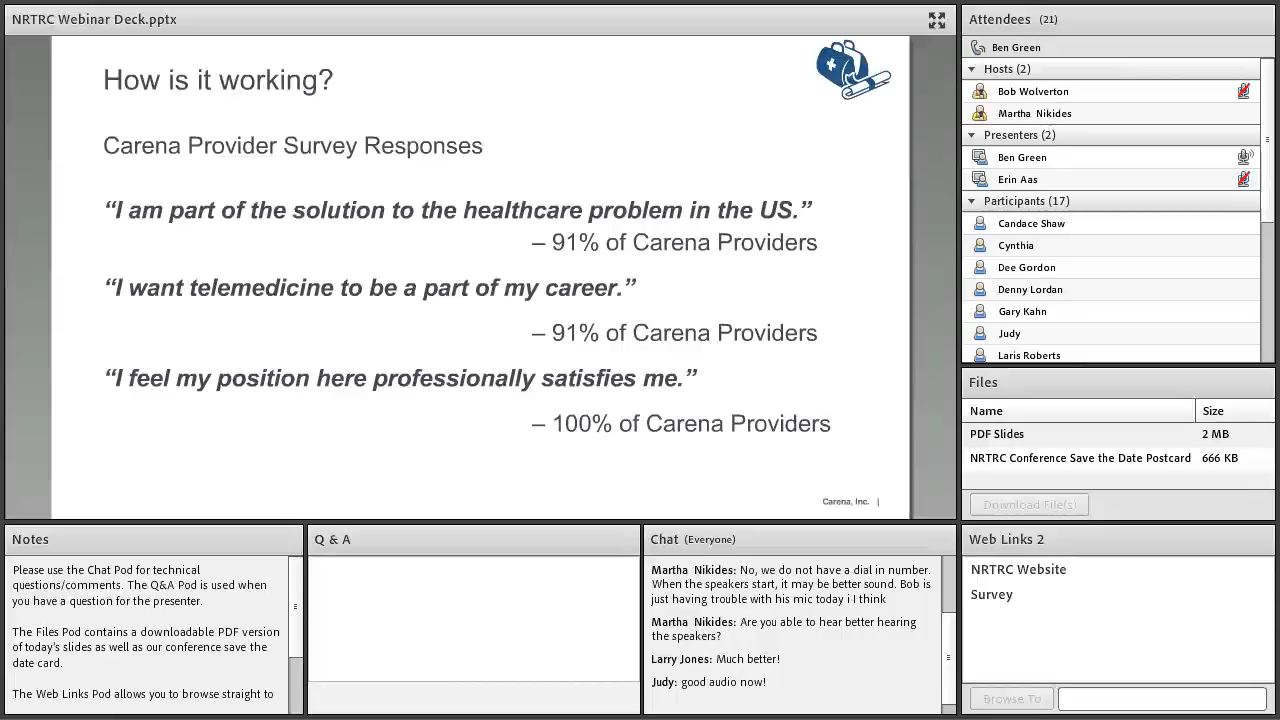 NRTRC Webinar Deck.pptx
How is it working?
Carena Provider Survey Responses
“I am part of the solution to the healthcare problem in the US.”
– 91% of Carena Providers
“I want telemedicine to be a part of my career.”
– 91% of Carena Providers
“I feel my position here professionally satisfies me.”
– 100% of Carena Providers
Carena, Inc. |
Attendees (21)
Ben Green
Hosts (2)
Bob Wolverton
Martha Nikides
Presenters (2)
Ben Green
Erin Aas
Participants (17)
Candace Shaw
Cynthia
Dee Gordon
Denny Lordan
Gary Kahn
Judy
Laris Roberts
Files
Name Size
PDF Slides 2 MB
NRTRC Conference Save the Date Postcard 666 KB
Download File(s)
Notes
Please use the Chat Pod for technical
questions/comments. The Q&A Pod is used when
you have a question for the presenter.
The Files Pod contains a downloadable PDF version
of today's slides as well as our conference save the
date card.
The Web Links Pod allows you to browse straight to
Q & A
Chat (Everyone)
Martha Nikides: No, we do not have a dial in number.
When the speakers start, it may be better sound. Bob is
just having trouble with his mic today i I think
Martha Nikides: Are you able to hear better hearing
the speakers?
Larry Jones: Much better!
Judy: good audio now!
Web Links 2
NRTRC Website
Survey
Browse To